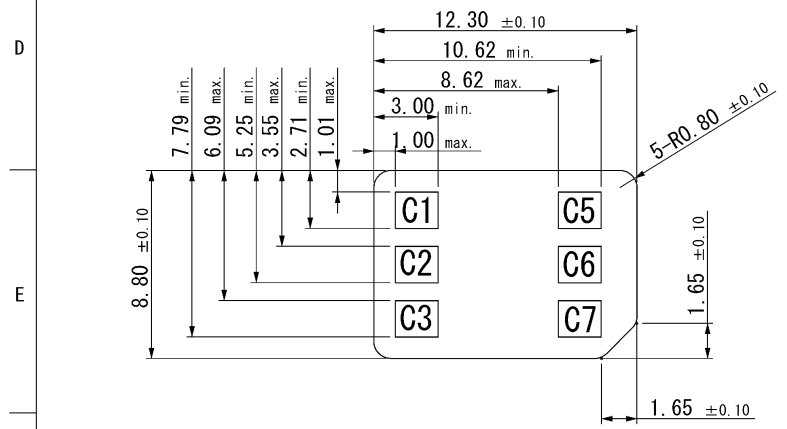 D
12.30 ±0.10
10.62 min.
8.62 max.
3.00 min.
1.00 max.
7.79 min.
6.09 max.
5.25 min.
3.55 max.
2.71 min.
1.01 max.
5-R0.80 ±0.10
C1 C5
C2 C6
C3 C7
8.80 ±0.10
1.65 ±0.10
E
1.65 ±0.10